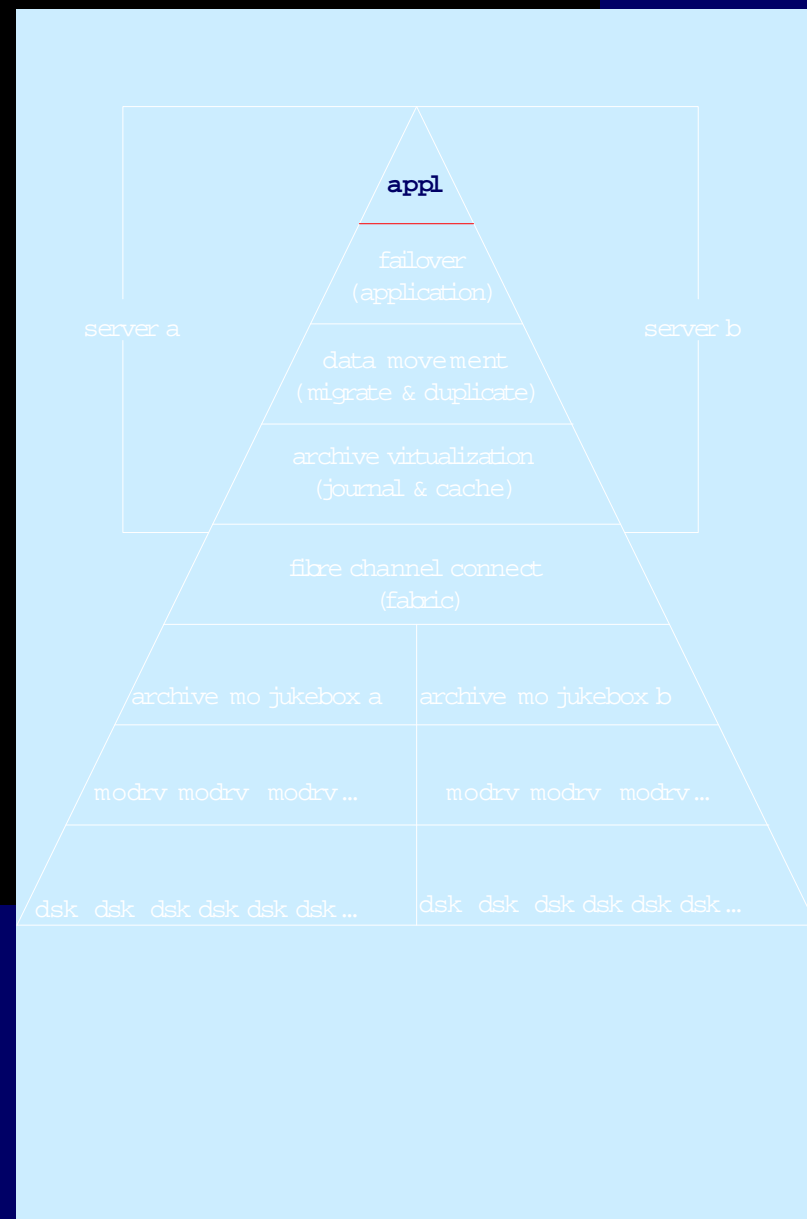 appl
failover
(application)
server a
server b
data movement
(migrate & duplicate)
archive virtualization
(journal & cache)
fibre channel connect
(fabric)
archive mo jukebox a
archive mo jukebox b
modrv modrv modrv...
modrv modrv modrv...
dsk dsk dsk dsk dsk dsk...
dsk dsk dsk dsk dsk dsk...